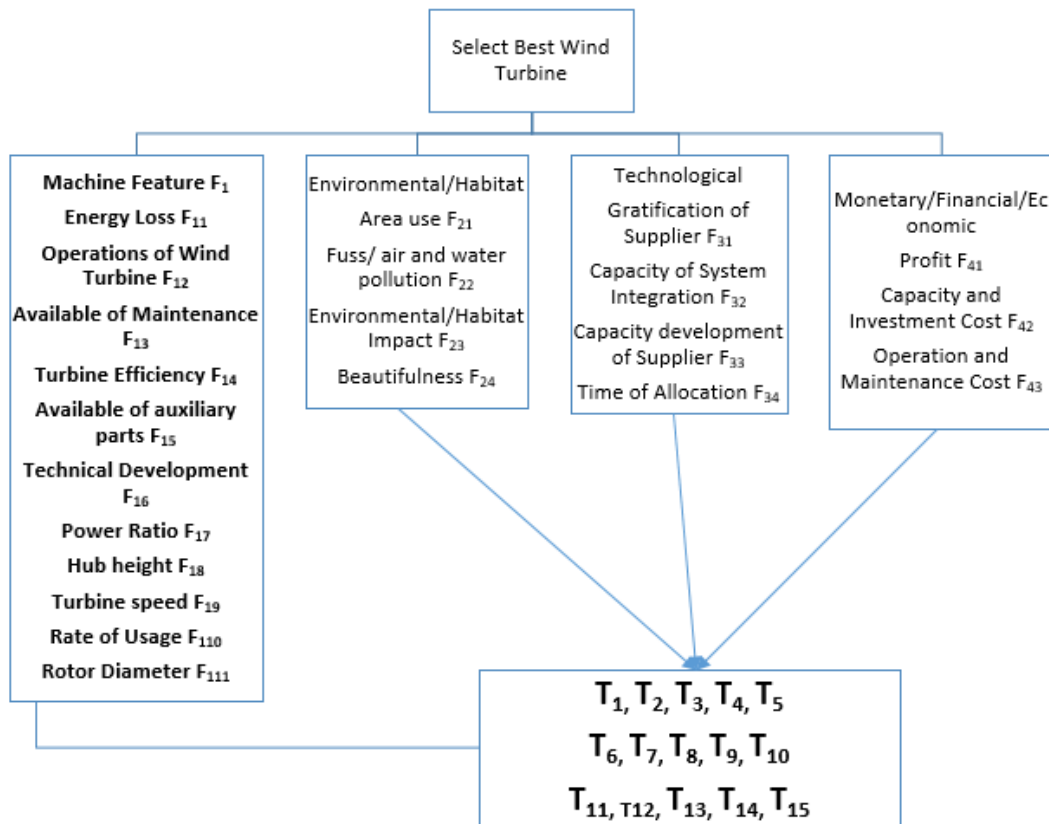 Select Best Wind
Turbine
Machine Feature F₁
Energy Loss F₁₁
Operations of Wind
Turbine F₁₂
Available of Maintenance
F₁₃
Turbine Efficiency F₁₄
Available of auxiliary
parts F₁₅
Technical Development
F₁₆
Power Ratio F₁₇
Hub height F₁₈
Turbine speed F₁₉
Rate of Usage F₁₁₀
Rotor Diameter F₁₁₁
Environmental/Habitat
Area use F₂₁
Fuss/ air and water
pollution F₂₂
Environmental/Habitat
Impact F₂₃
Beautifulness F₂₄
Technological
Gratification of
Supplier F₃₁
Capacity of System
Integration F₃₂
Capacity development
of Supplier F₃₃
Time of Allocation F₃₄
Monetary/Financial/Ec
onomic
Profit F₄₁
Capacity and
Investment Cost F₄₂
Operation and
Maintenance Cost F₄₃
T₁, T₂, T₃, T₄, T₅
T₆, T₇, T₈, T₉, T₁₀
T₁₁, T12, T₁₃, T₁₄, T₁₅